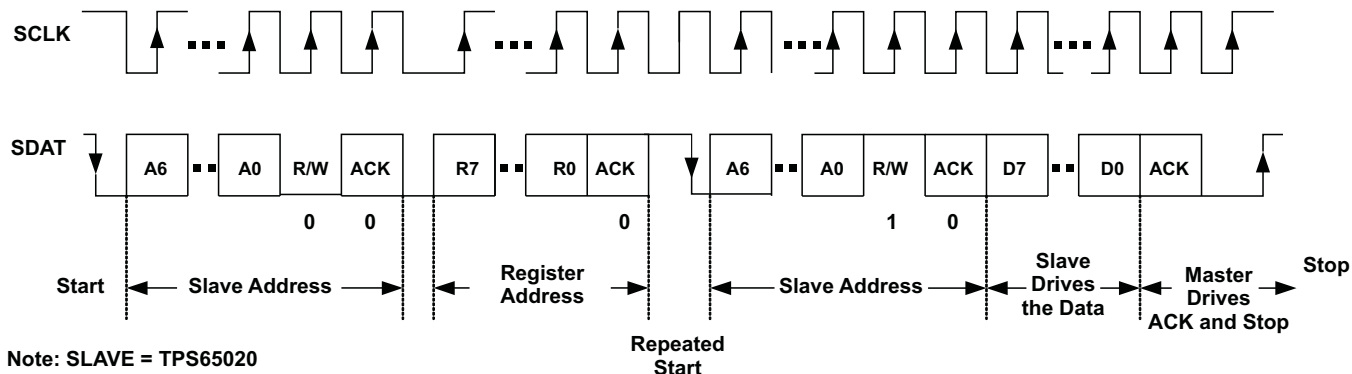 SCLK
SDAT
A6 A0 R/W ACK R7 R0 ACK A6 A0 R/W ACK D7 D0 ACK
0 0 0 1 0
Start
Slave Address
Register
Address
Repeated
Start
Slave Address
Slave
Drives
the Data
Master
Drives
ACK and Stop
Stop
Note: SLAVE = TPS65020